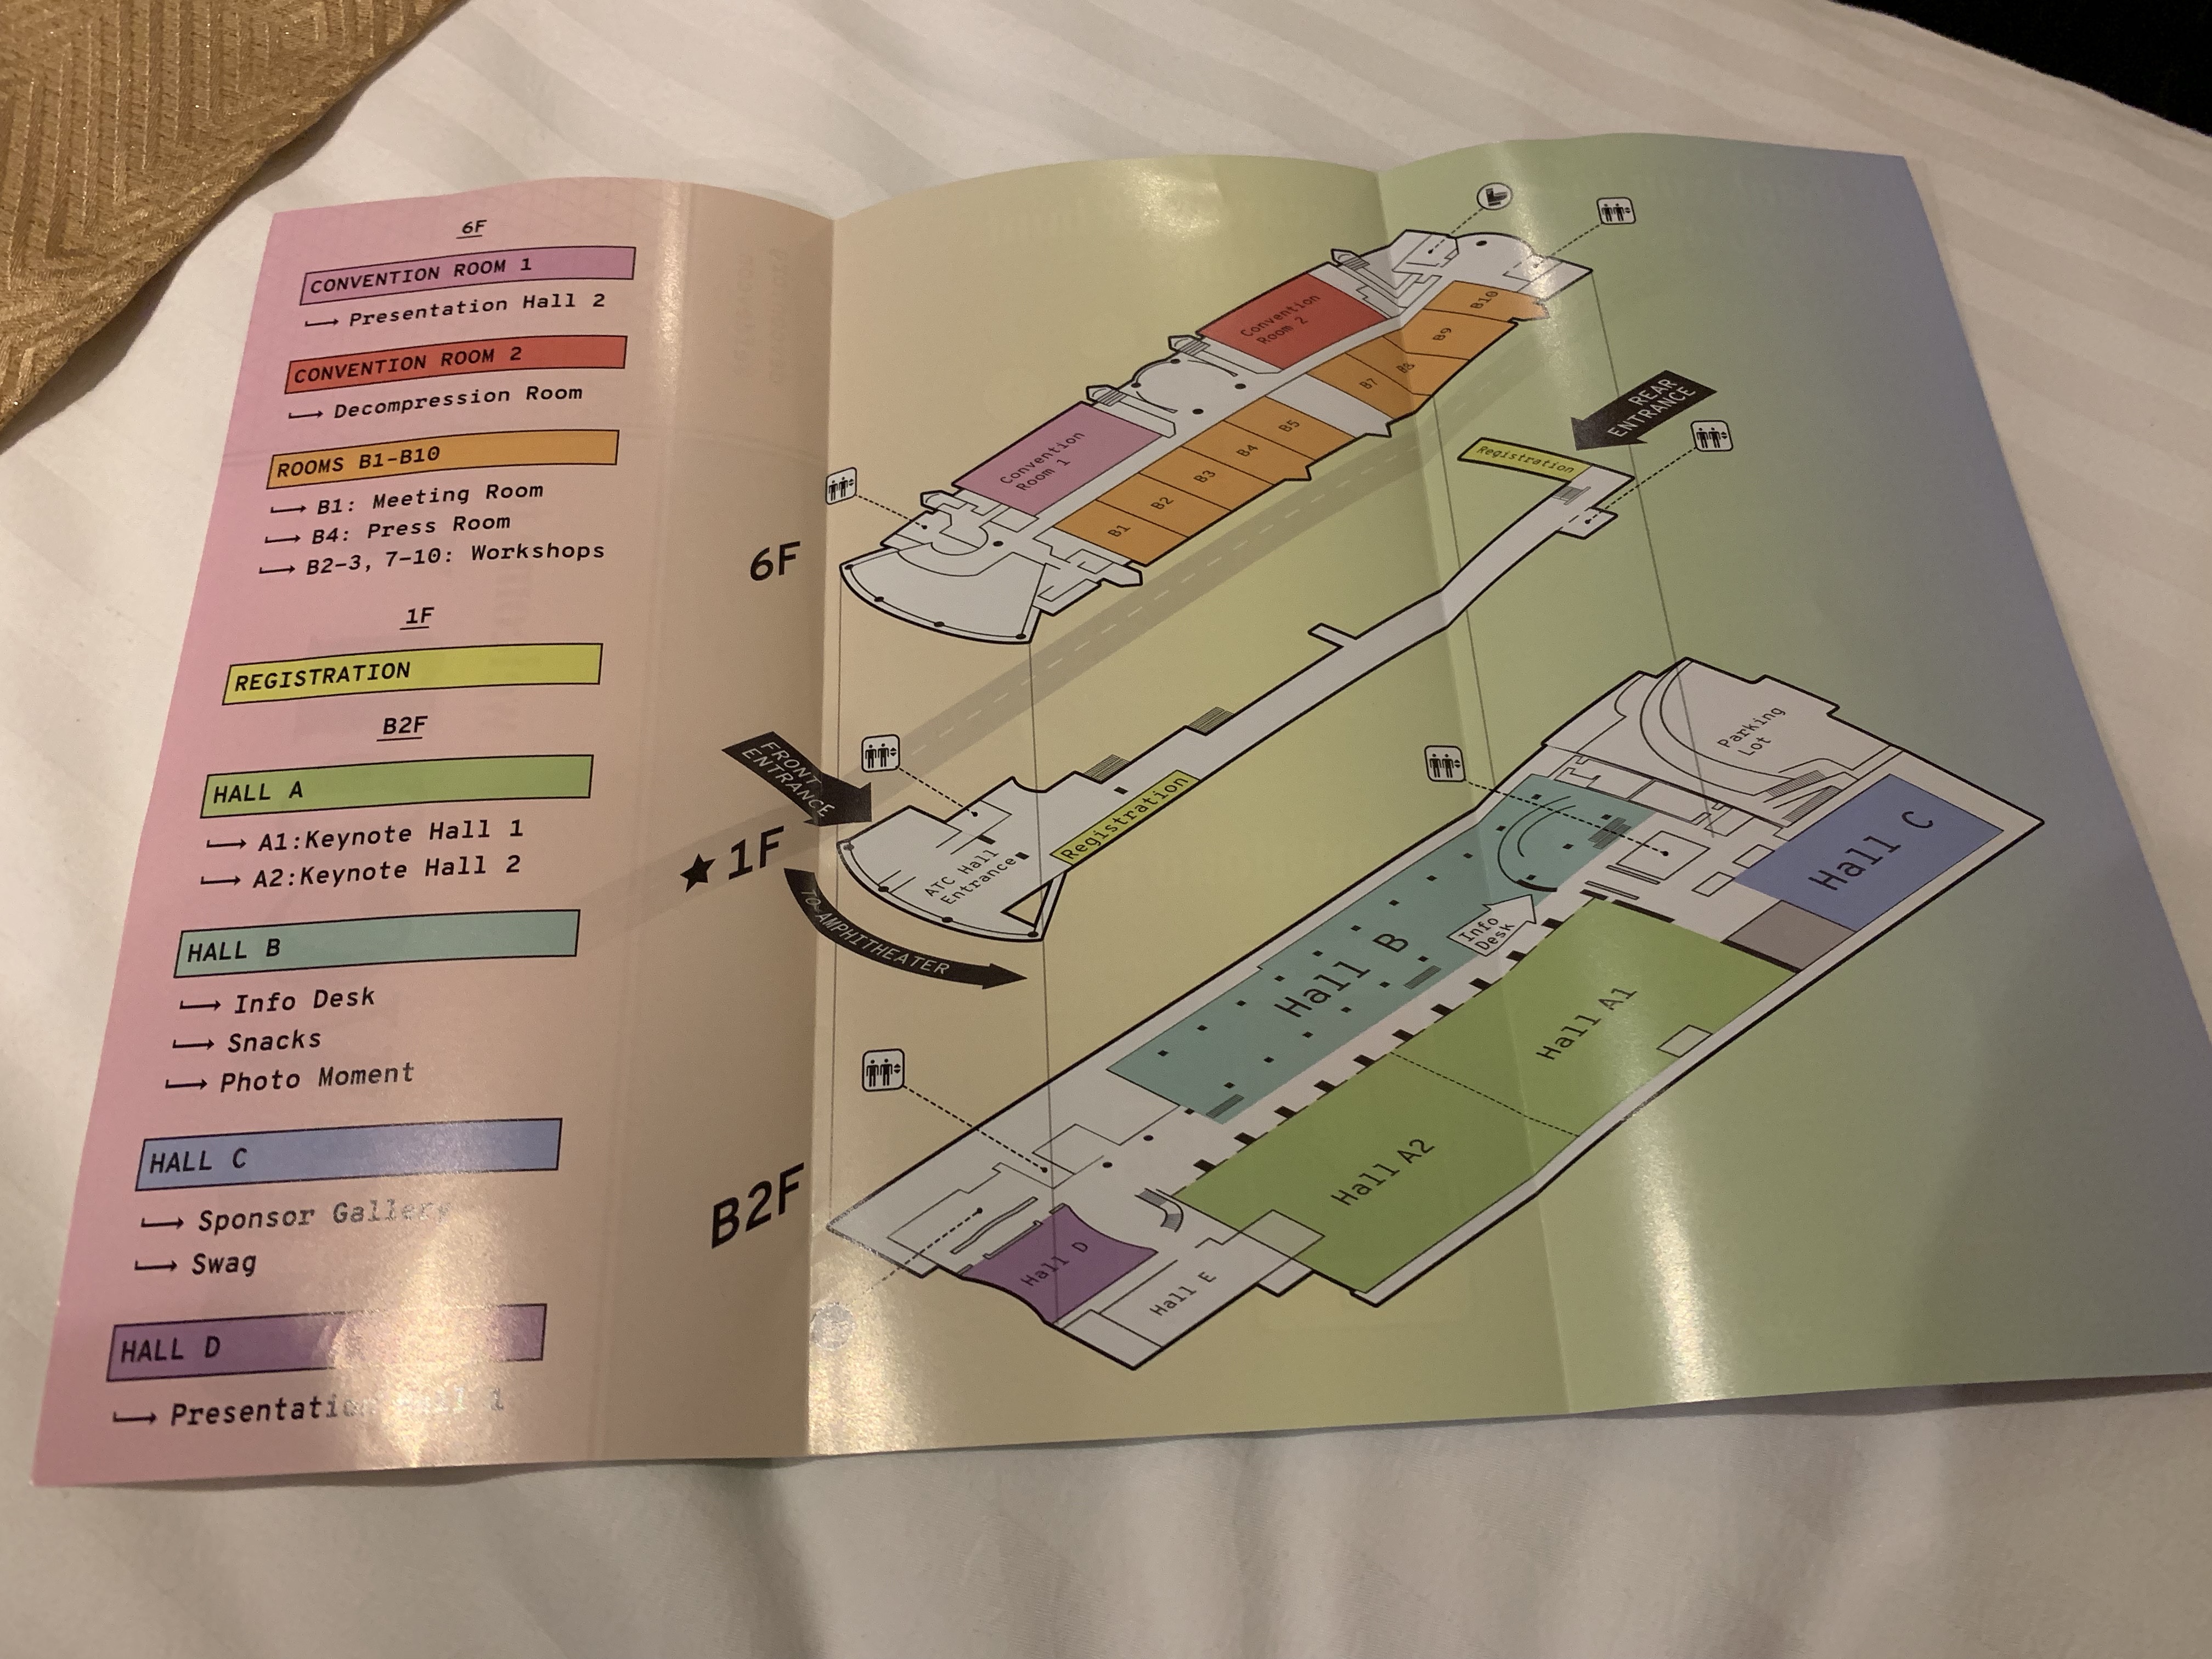 6F
CONVENTION ROOM 1
Presentation Hall 2
CONVENTION ROOM 2
Decompression Room
ROOMS B1-B10
B1: Meeting Room
B4: Press Room
B2-3, 7-10: Workshops
1F
REGISTRATION
B2F
HALL A
A1:Keynote Hall 1
A2:Keynote Hall 2
HALL B
Info Desk
Snacks
Photo Moment
HALL C
Sponsor Gallery
Swag
HALL D
Presentation Hall 1
6F
Convention
Room 1
Convention
Room 2
B1
B2
B3
B4
B5
B7
B8
B9
B10
REAR
ENTRANCE
Registration
FRONT
ENTRANCE
★ 1F
ATC Hall
Entrance
Registration
TO AMPHITHEATER
B2F
Parking
Lot
Hall C
Hall B
Info
Desk
Hall A1
Hall A2
Hall D
Hall E